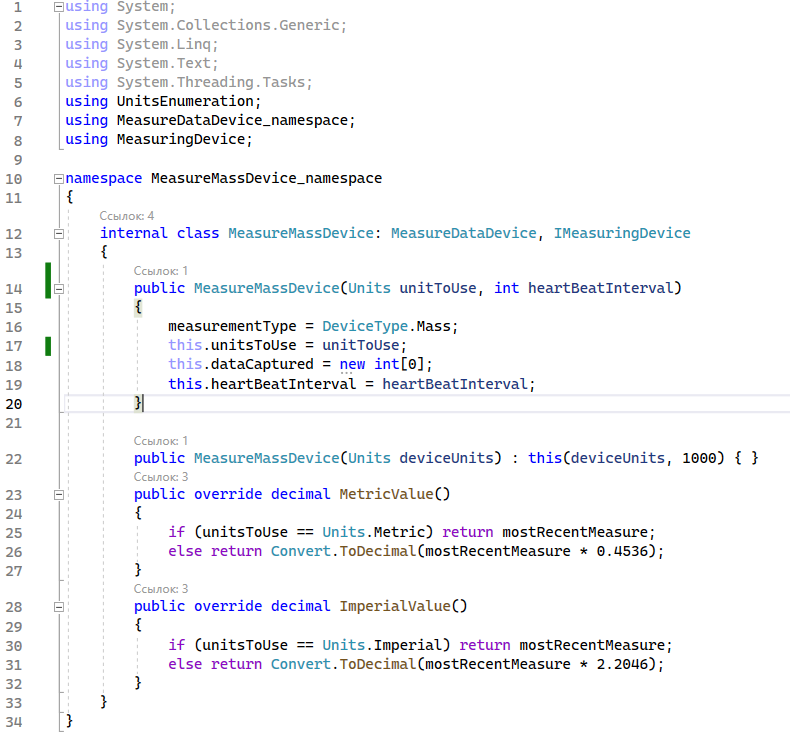 1 using System;
2 using System.Collections.Generic;
3 using System.Linq;
4 using System.Text;
5 using System.Threading.Tasks;
6 using UnitsEnumeration;
7 using MeasureDataDevice_namespace;
8 using MeasuringDevice;
9
10 namespace MeasureMassDevice_namespace
11 {
Ссылок: 4
12 internal class MeasureMassDevice: MeasureDataDevice, IMeasuringDevice
13 {
Ссылок: 1
14 public MeasureMassDevice(Units unitToUse, int heartBeatInterval)
15 {
16 measurementType = DeviceType.Mass;
17 this.unitsToUse = unitToUse;
18 this.dataCaptured = new int[0];
19 this.heartBeatInterval = heartBeatInterval;
20 }
21
Ссылок: 1
22 public MeasureMassDevice(Units deviceUnits) : this(deviceUnits, 1000) { }
Ссылок: 3
23 public override decimal MetricValue()
24 {
25 if (unitsToUse == Units.Metric) return mostRecentMeasure;
26 else return Convert.ToDecimal(mostRecentMeasure * 0.4536);
27 }
Ссылок: 3
28 public override decimal ImperialValue()
29 {
30 if (unitsToUse == Units.Imperial) return mostRecentMeasure;
31 else return Convert.ToDecimal(mostRecentMeasure * 2.2046);
32 }
33 }
34 }